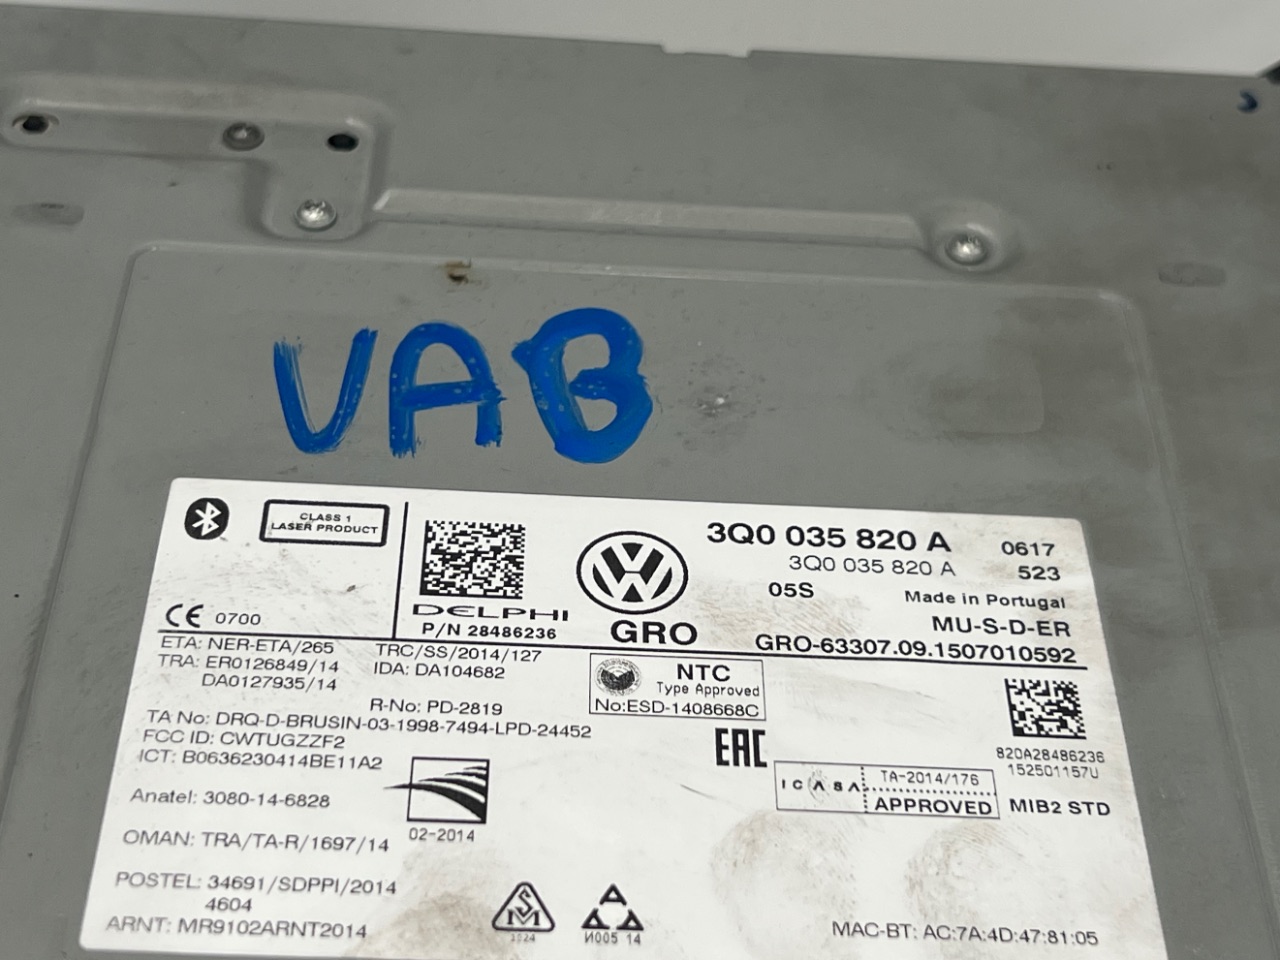 VAB
CLASS 1
LASER PRODUCT
CE 0700
DELPHI
P/N 28486236
GRO
3Q0 035 820 A
0617
3Q0 035 820 A
523
05S
Made in Portugal
MU-S-D-ER
GRO-63307.09.1507010592
ETA: NER-ETA/265
TRC/SS/2014/127
TRA: ER0126849/14
IDA: DA104682
DA0127935/14
R-No: PD-2819
NTC
Type Approved
No:ESD-1408668C
TA No: DRQ-D-BRUSIN-03-1998-7494-LPD-24452
FCC ID: CWTUGZZF2
ICT: B0636230414BE11A2
EAC
820A28486236
152501157U
Anatel: 3080-14-6828
02-2014
ICASA
TA-2014/176
APPROVED
MIB2 STD
OMAN: TRA/TA-R/1697/14
POSTEL: 34691/SDPPI/2014
4604
ARNT: MR9102ARNT2014
SM
И005 14
MAC-BT: AC:7A:4D:47:81:05